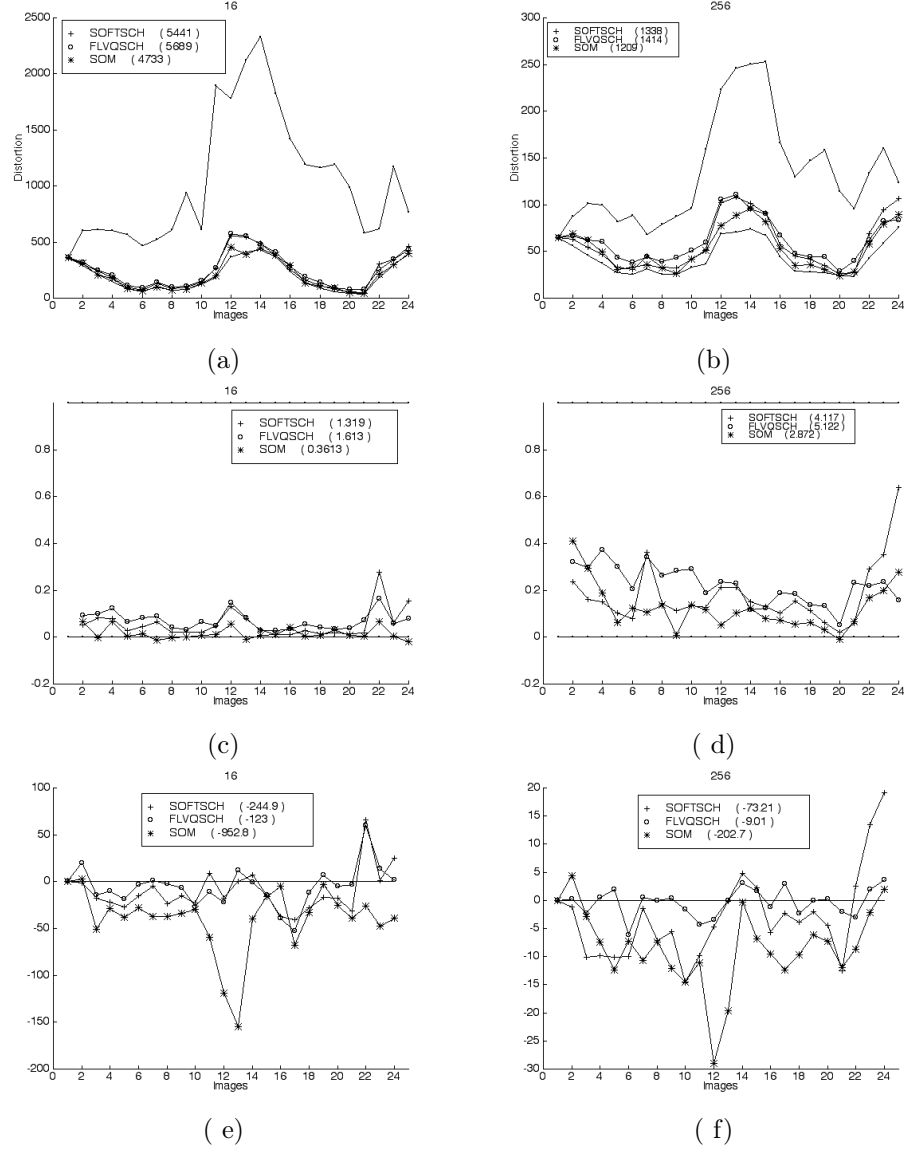 16
2500
2000
1500
1000
500
0
Distortion
SOFTSCH ( 5441 )
FLVQSCH ( 5689 )
SOM ( 4733 )
0 2 4 6 8 10 12 14 16 18 20 22 24
Images
(a)
256
300
250
200
150
100
50
0
Distortion
SOFTSCH (1338)
FLVQSCH (1414)
SOM (1209)
0 2 4 6 8 10 12 14 16 18 20 22 24
Images
(b)
16
0.8
0.6
0.4
0.2
0
-0.2
SOFTSCH ( 1.319 )
FLVQSCH ( 1.613 )
SOM ( 0.3613 )
0 2 4 6 8 10 12 14 16 18 20 22 24
Images
(c)
256
0.8
0.6
0.4
0.2
0
-0.2
SOFTSCH ( 4.117 )
FLVQSCH ( 5.122 )
SOM ( 2.872 )
0 2 4 6 8 10 12 14 16 18 20 22 24
Images
( d)
16
100
50
0
-50
-100
-150
-200
SOFTSCH ( -244.9 )
FLVQSCH ( -123 )
SOM ( -952.8 )
0 2 4 6 8 10 12 14 16 18 20 22 24
Images
( e)
256
20
15
10
5
0
-5
-10
-15
-20
-25
-30
SOFTSCH ( -73.21 )
FLVQSCH ( -9.01 )
SOM ( -202.7 )
0 2 4 6 8 10 12 14 16 18 20 22 24
Images
( f)